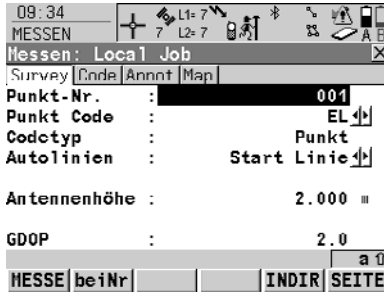 09:34
MESSEN
L1= 7
7 L2= 7
A B
Messen: Local Job X
Survey Code Annot Map
Punkt-Nr. : 001
Punkt Code : EL
Codetyp : Punkt
Autolinien : Start Linie
Antennenhöhe : 2.000 m
GDOP : 2.0
a
MESSE beiNr INDIR SEITE